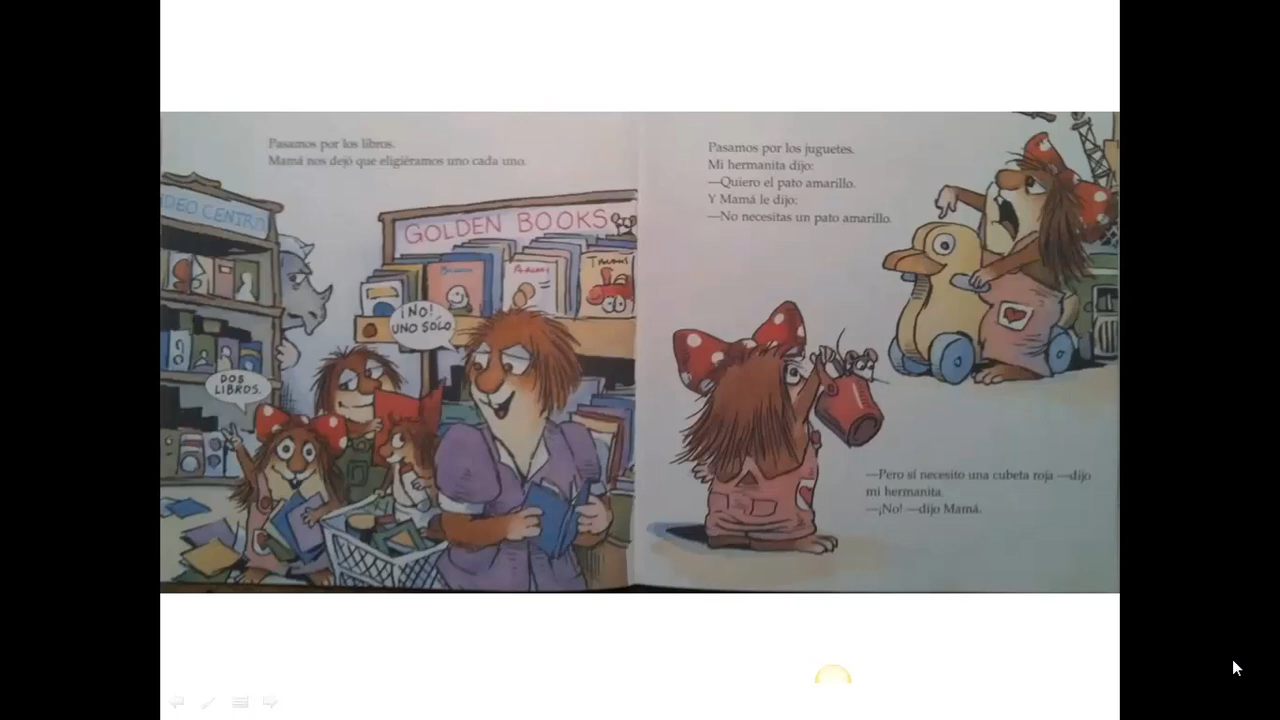 Pasamos por los libros.
Mamá nos dejó que eligiéramos uno cada uno.
DEO CENTR
GOLDEN BOOKS
¡NO!
UNO SOLO.
DOS
LIBROS.
Pasamos por los juguetes.
Mi hermanita dijo:
—Quiero el pato amarillo.
Y Mamá le dijo:
—No necesitas un pato amarillo.
—Pero sí necesito una cubeta roja —dijo
mi hermanita.
—¡No! —dijo Mamá.